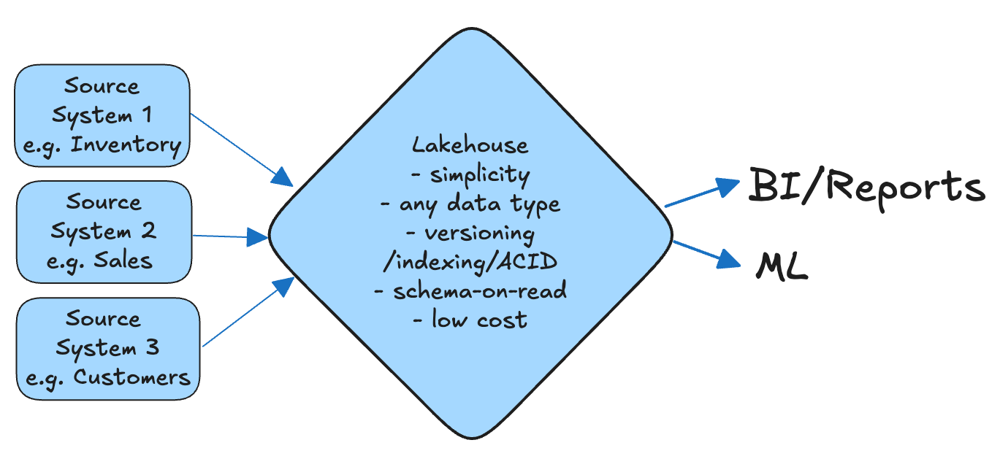 Source
System 1
e.g. Inventory
Source
System 2
e.g. Sales
Source
System 3
e.g. Customers
Lakehouse
- simplicity
- any data type
- versioning
/indexing/ACID
- schema-on-read
- low cost
BI/Reports
ML